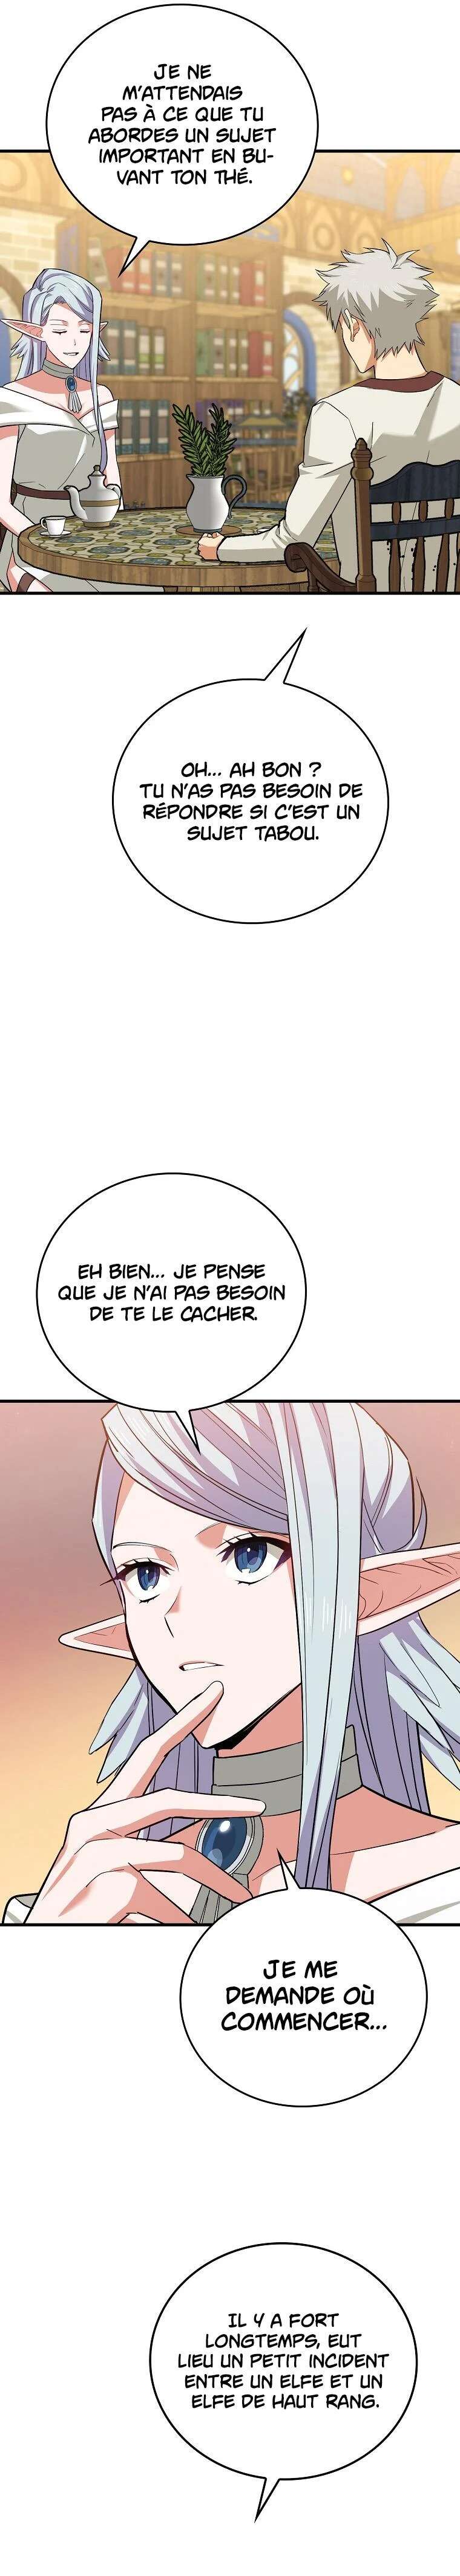 JE NE
M'ATTENDAIS
PAS À CE QUE TU
ABORDES UN SUJET
IMPORTANT EN BU-
VANT TON THÉ.
OH... AH BON ?
TU N'AS PAS BESOIN DE
RÉPONDRE SI C'EST UN
SUJET TABOU.
EH BIEN... JE PENSE
QUE JE N'AI PAS BESOIN
DE TE LE CACHER.
JE ME
DEMANDE OÙ
COMMENCER...
IL Y A FORT
LONGTEMPS, EUT
LIEU UN PETIT INCIDENT
ENTRE UN ELFE ET UN
ELFE DE HAUT RANG.